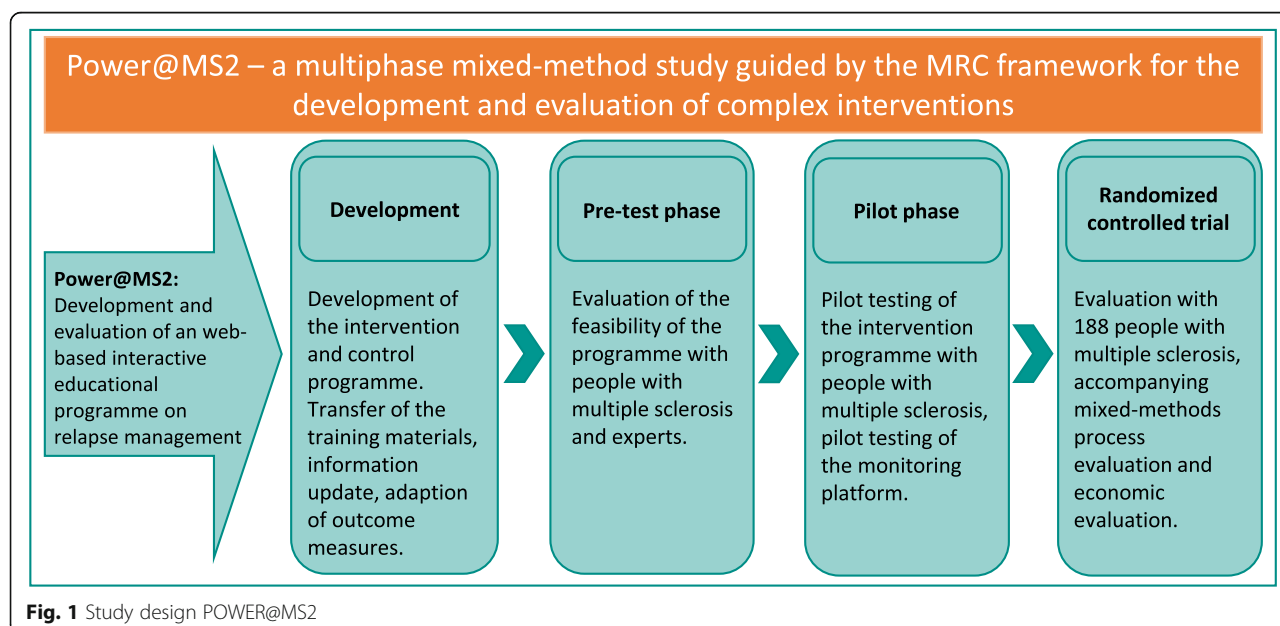 Power@MS2 – a multiphase mixed-method study guided by the MRC framework for the
development and evaluation of complex interventions
Power@MS2:
Development and
evaluation of an web-
based interactive
educational
programme on
relapse management
Development
Development of
the intervention
and control
programme.
Transfer of the
training materials,
information
update, adaption
of outcome
measures.
Pre-test phase
Evaluation of the
feasibility of the
programme with
people with
multiple sclerosis
and experts.
Pilot phase
Pilot testing of
the intervention
programme with
people with
multiple sclerosis,
pilot testing of
the monitoring
platform.
Randomized
controlled trial
Evaluation with
188 people with
multiple sclerosis,
accompanying
mixed-methods
process
evaluation and
economic
evaluation.
Fig. 1 Study design POWER@MS2